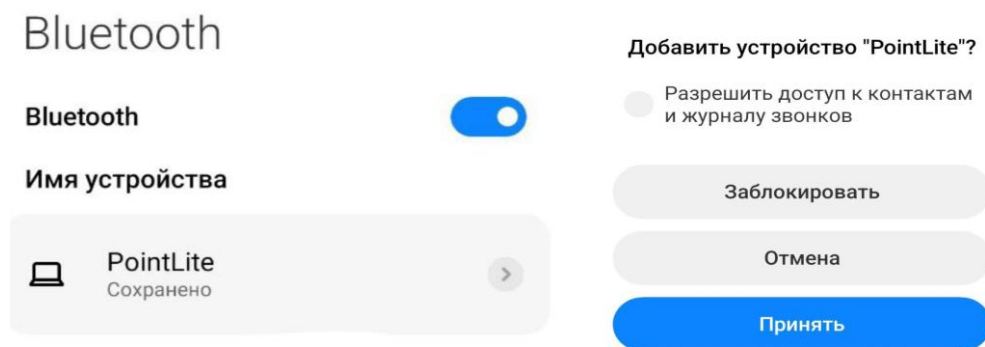 Bluetooth
Bluetooth
Имя устройства
PointLite
Сохранено
Добавить устройство "PointLite"?
Разрешить доступ к контактам
и журналу звонков
Заблокировать
Отмена
Принять